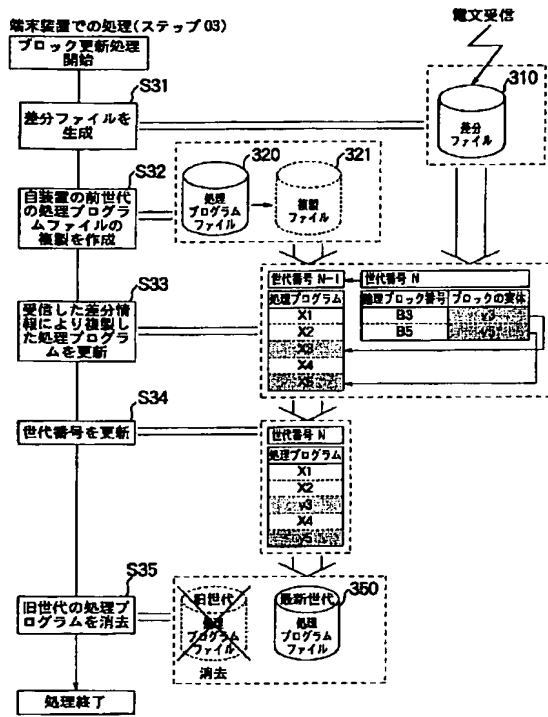 端末装置での処理(ステップ03)
ブロック更新処理
開始
電文受信
S31
差分ファイルを
生成
310
差分
ファイル
S32
自装置の前世代
の処理プログラ
ムファイルの
複製を作成
320
処理
プログラム
ファイル
321
複製
ファイル
S33
受信した差分情
報により複製し
た処理プログラ
ムを更新
世代番号 N-1
処理プログラム
X1
X2
X3
X4
X5
世代番号 N
論理ブロック番号
ブロックの実体
B3
v3
B5
v5
S34
世代番号を更新
世代番号 N
処理プログラム
X1
X2
v3
X4
v5
S35
旧世代の処理プ
ログラムを消去
旧世代
処理
プログラム
ファイル
消去
最新世代
350
処理
プログラム
ファイル
処理終了